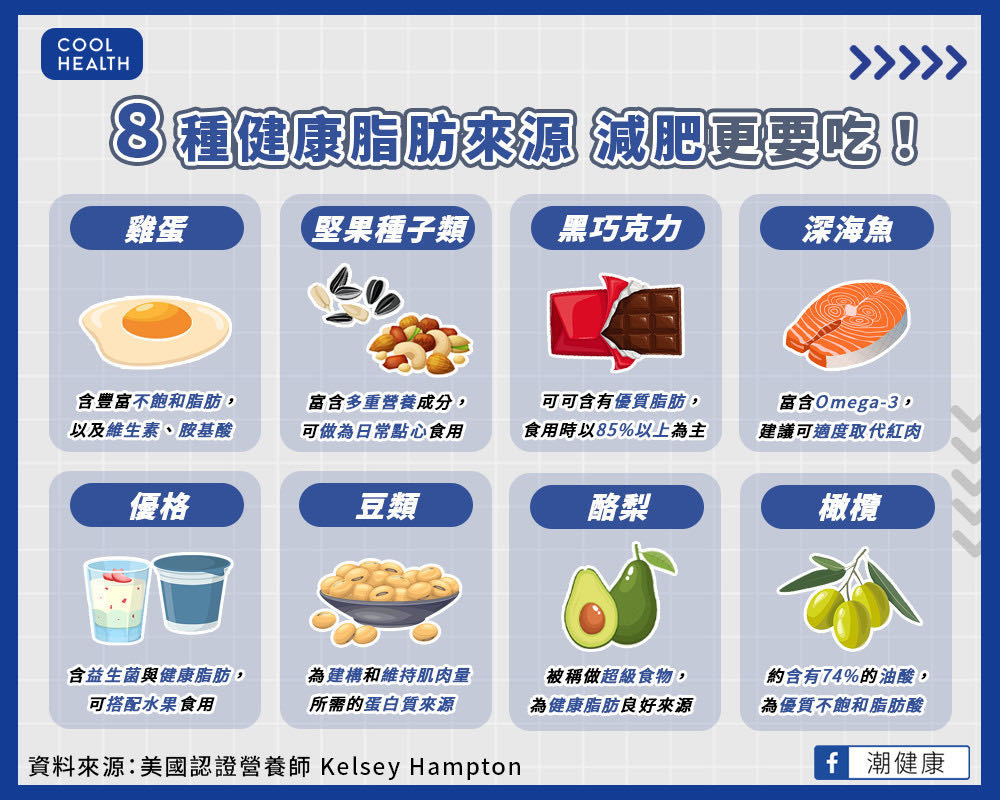 COOL
HEALTH
8種健康脂肪來源 減肥更要吃！
雞蛋
含豐富不飽和脂肪，
以及維生素、胺基酸
堅果種子類
富含多重營養成分，
可做為日常點心食用
黑巧克力
可可含有優質脂肪，
食用時以85%以上為主
深海魚
富含Omega-3，
建議可適度取代紅肉
優格
含益生菌與健康脂肪，
可搭配水果食用
豆類
為建構和維持肌肉量
所需的蛋白質來源
酪梨
被稱做超級食物，
為健康脂肪良好來源
橄欖
約含有74%的油酸，
為優質不飽和脂肪酸
資料來源：美國認證營養師 Kelsey Hampton
f 潮健康